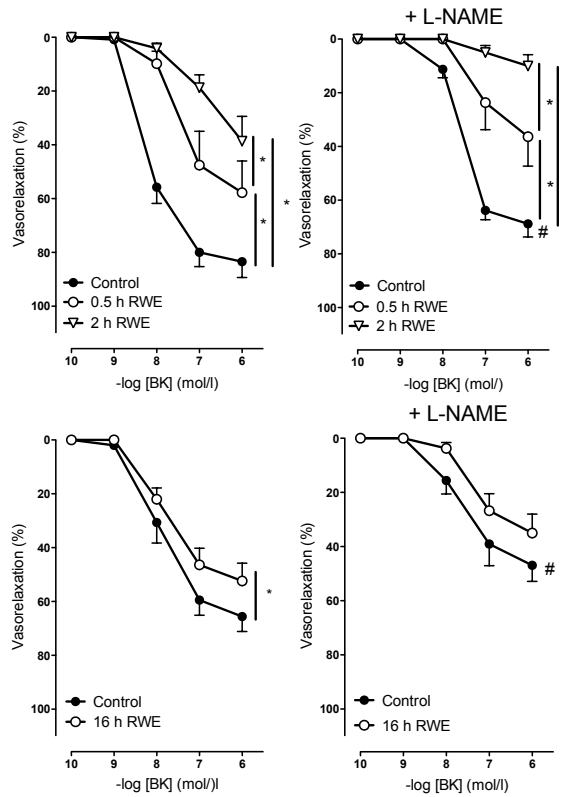 0
20
40
60
80
100
Vasorelaxation (%)
*
*
*
Control
0.5 h RWE
2 h RWE
10 9 8 7 6
-log [BK] (mol/l)
+ L-NAME
0
20
40
60
80
100
Vasorelaxation (%)
*
*
*
#
Control
0.5 h RWE
2 h RWE
10 9 8 7 6
-log [BK] (mol/)
0
20
40
60
80
100
Vasorelaxation (%)
*
Control
16 h RWE
10 9 8 7 6
-log [BK] (mol/)l
+ L-NAME
0
20
40
60
80
100
Vasorelaxation (%)
#
Control
16 h RWE
10 9 8 7 6
-log [BK] (mol/l)